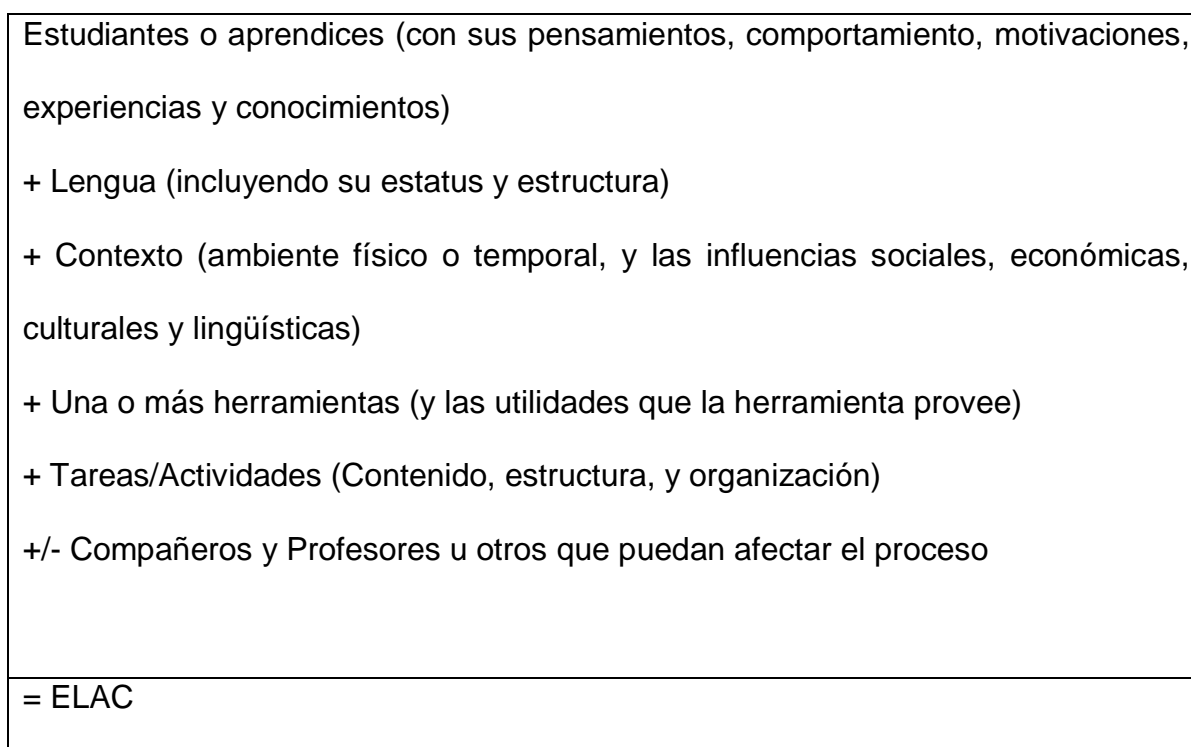 Estudiantes o aprendices (con sus pensamientos, comportamiento, motivaciones,
experiencias y conocimientos)
+ Lengua (incluyendo su estatus y estructura)
+ Contexto (ambiente físico o temporal, y las influencias sociales, económicas,
culturales y lingüísticas)
+ Una o más herramientas (y las utilidades que la herramienta provee)
+ Tareas/Actividades (Contenido, estructura, y organización)
+/- Compañeros y Profesores u otros que puedan afectar el proceso
= ELAC